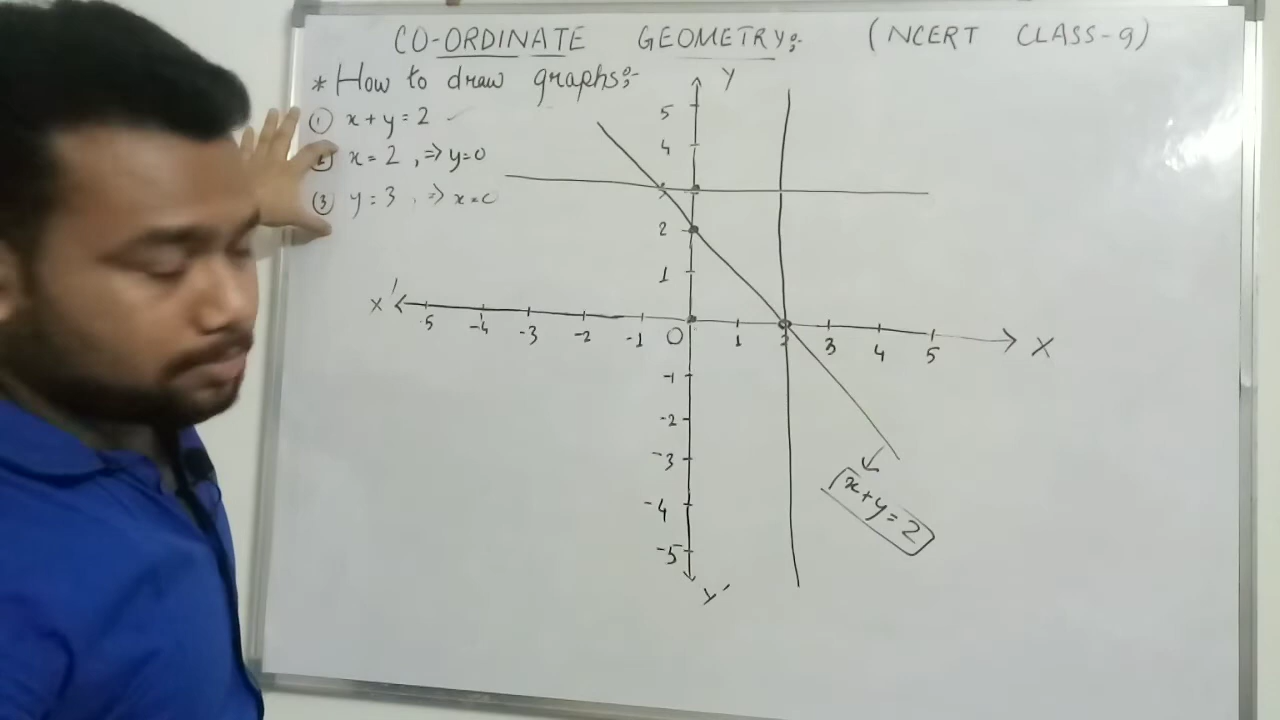 CO-ORDINATE GEOMETRY:- (NCERT CLASS-9)
* How to draw graphs:-
① x + y = 2
② x = 2 , ⇒ y=0
③ y = 3 , ⇒ x=0
Y
5
4
2
1
X' -5 -4 -3 -2 -1 O 1 2 3 4 5 X
-1
-2
-3
-4
-5
Y'
x+y=2